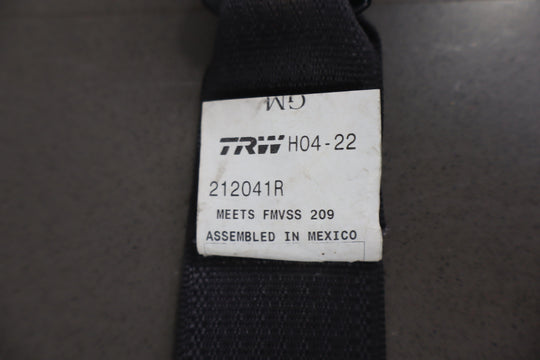 GM
TRW H04-22
212041R
MEETS FMVSS 209
ASSEMBLED IN MEXICO